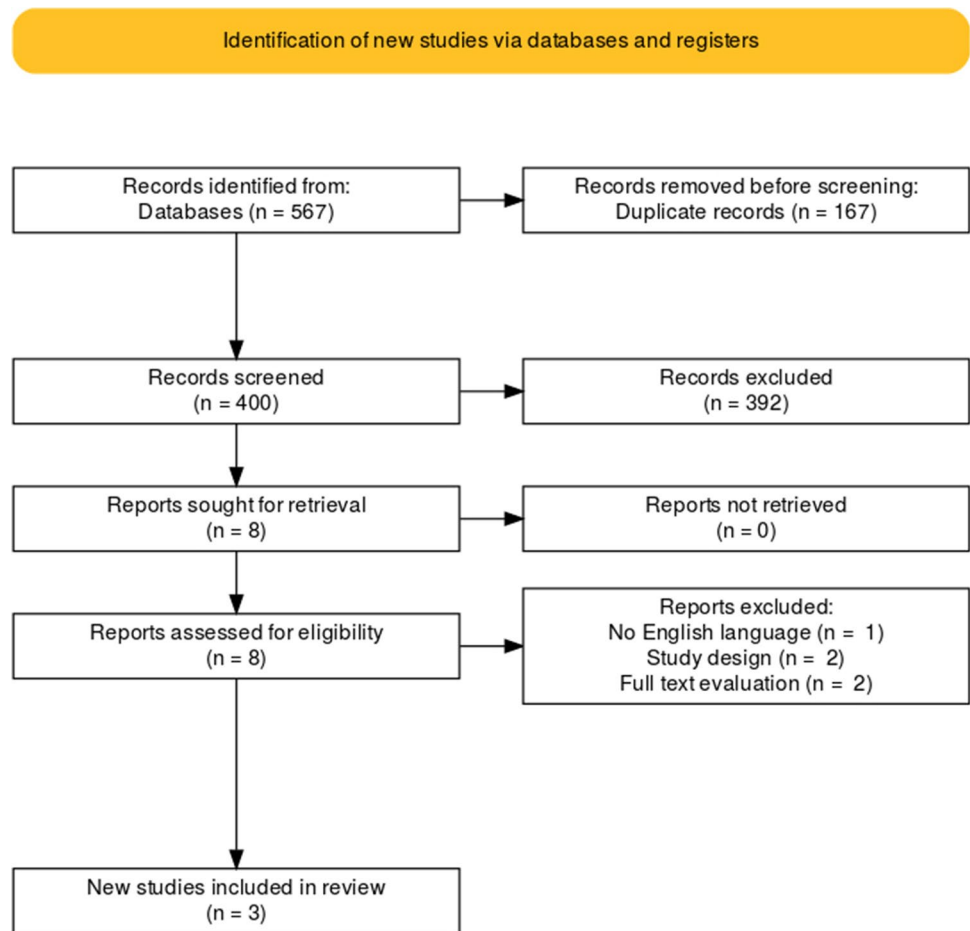 Identification of new studies via databases and registers
Records identified from:
Databases (n = 567)
Records removed before screening:
Duplicate records (n = 167)
Records screened
(n = 400)
Records excluded
(n = 392)
Reports sought for retrieval
(n = 8)
Reports not retrieved
(n = 0)
Reports assessed for eligibility
(n = 8)
Reports excluded:
No English language (n = 1)
Study design (n = 2)
Full text evaluation (n = 2)
New studies included in review
(n = 3)